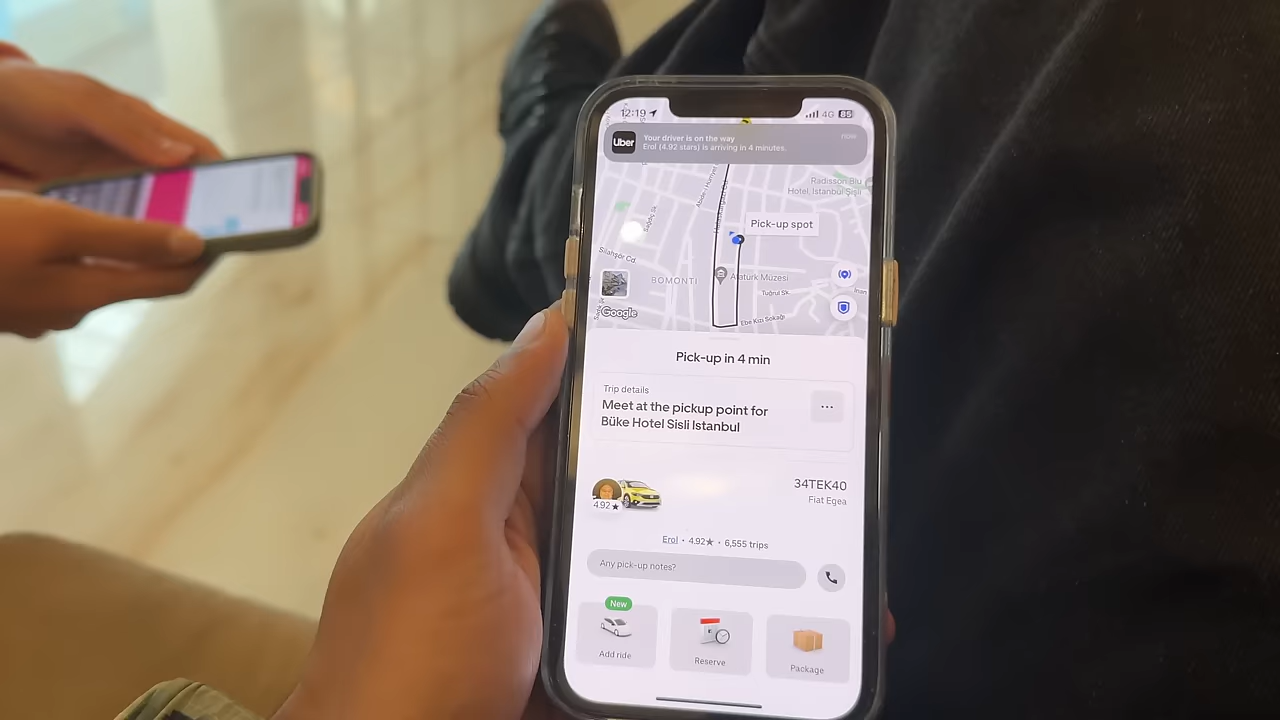 12:19
4G 85
Uber
Your driver is on the way
now
Erol (4.92 stars) is arriving in 4 minutes.
Radisson Blu
Hotel, Istanbul Şişli
Pick-up spot
Silahşör Cd.
BOMONTI
Atatürk Müzesi
Tuğrul Sk.
Google
Ebe Kızı Sokağı
Pick-up in 4 min
Trip details
Meet at the pickup point for
Büke Hotel Sisli Istanbul
...
34TEK40
Fiat Egea
4.92★
Erol • 4.92★ • 6,555 trips
Any pick-up notes?
New
Add ride
Reserve
Package